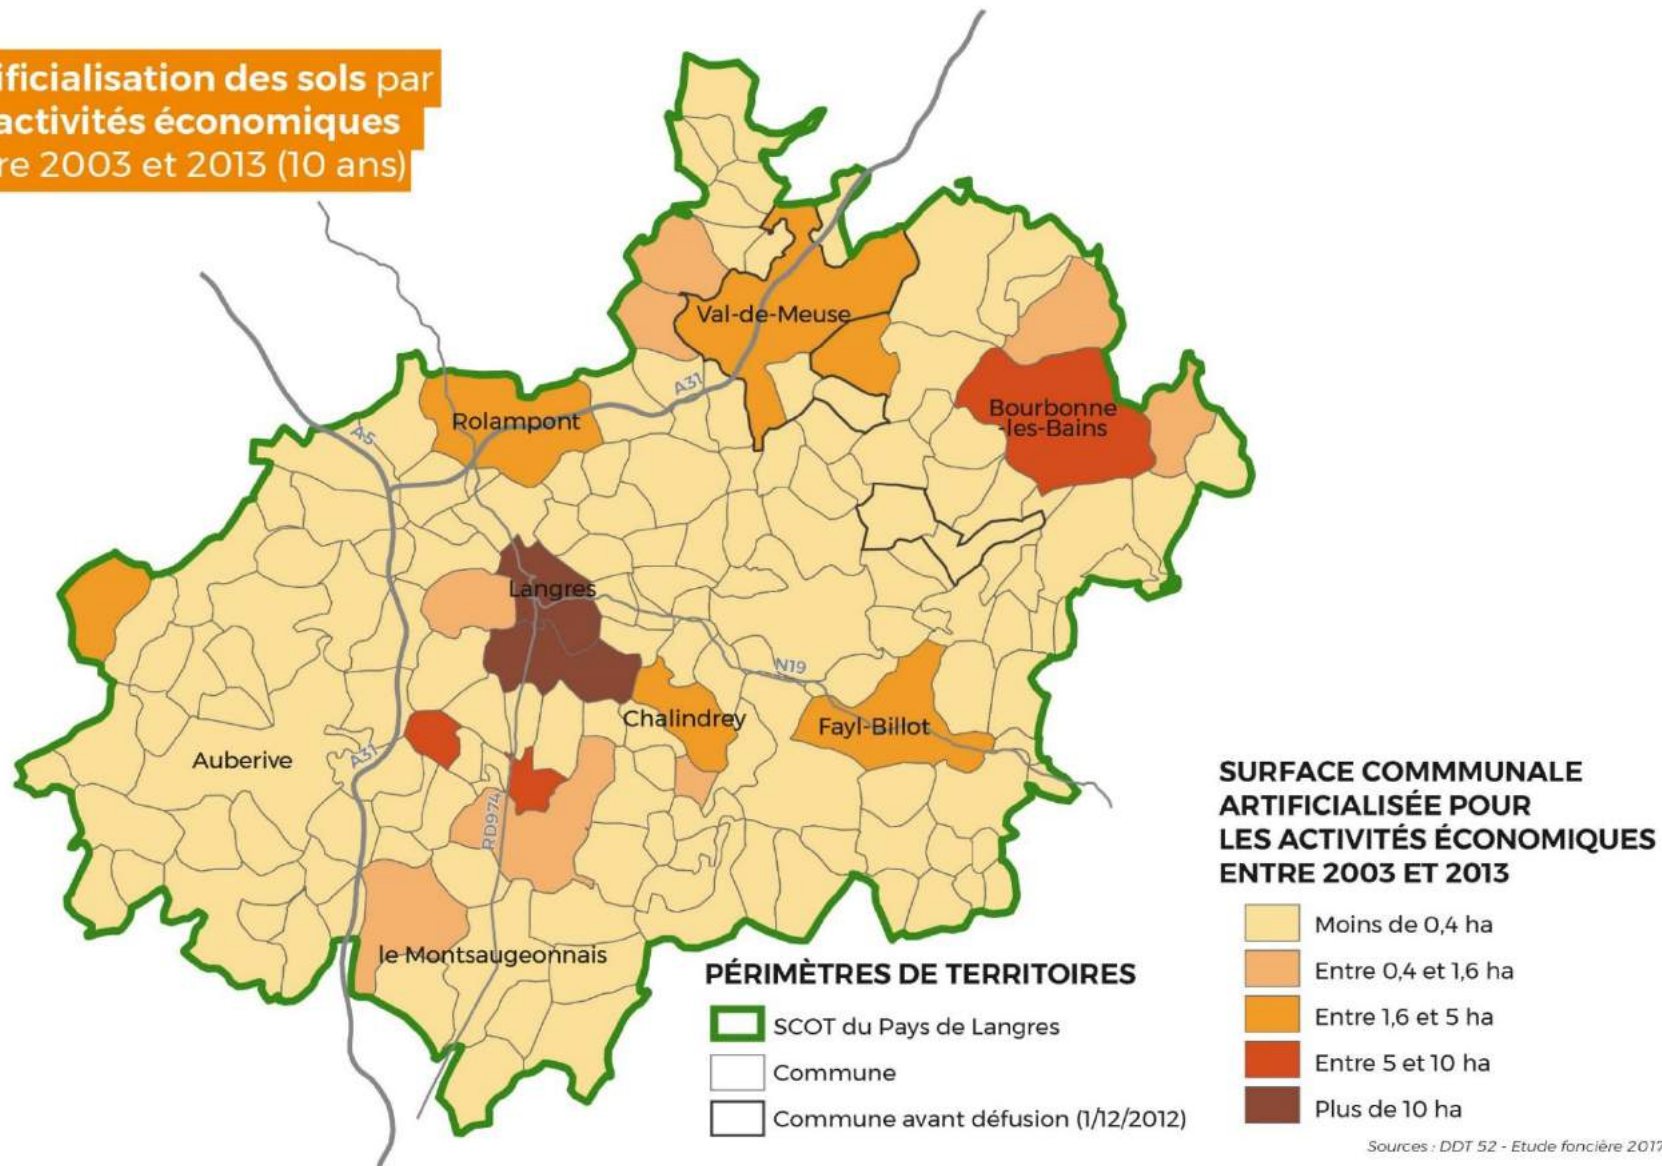 ificialisation des sols par
activités économiques
re 2003 et 2013 (10 ans)
Val-de-Meuse
A31
Rolampont
Bourbonne
-les-Bains
A5
Langres
N19
Chalindrey
Fayl-Billot
Auberive
A31
RD974
le Montsaugeonnais
PÉRIMÈTRES DE TERRITOIRES
SCOT du Pays de Langres
Commune
Commune avant défusion (1/12/2012)
SURFACE COMMMUNALE
ARTIFICIALISÉE POUR
LES ACTIVITÉS ÉCONOMIQUES
ENTRE 2003 ET 2013
Moins de 0,4 ha
Entre 0,4 et 1,6 ha
Entre 1,6 et 5 ha
Entre 5 et 10 ha
Plus de 10 ha
Sources : DDT 52 - Etude foncière 2017